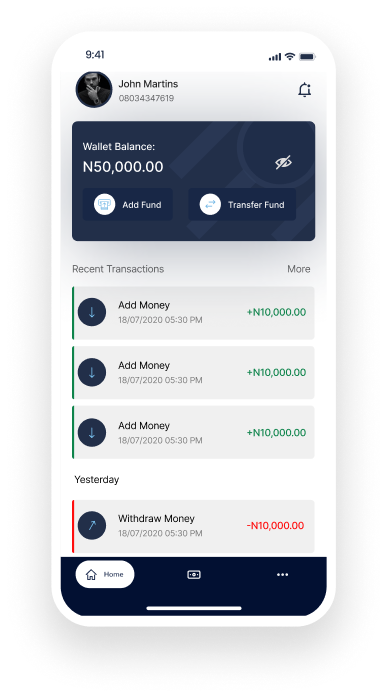 9:41
John Martins
08034347619
Wallet Balance:
N50,000.00
Add Fund
Transfer Fund
Recent Transactions
More
Add Money
+N10,000.00
18/07/2020 05:30 PM
Add Money
+N10,000.00
18/07/2020 05:30 PM
Add Money
+N10,000.00
18/07/2020 05:30 PM
Yesterday
Withdraw Money
-N10,000.00
18/07/2020 05:30 PM
Home